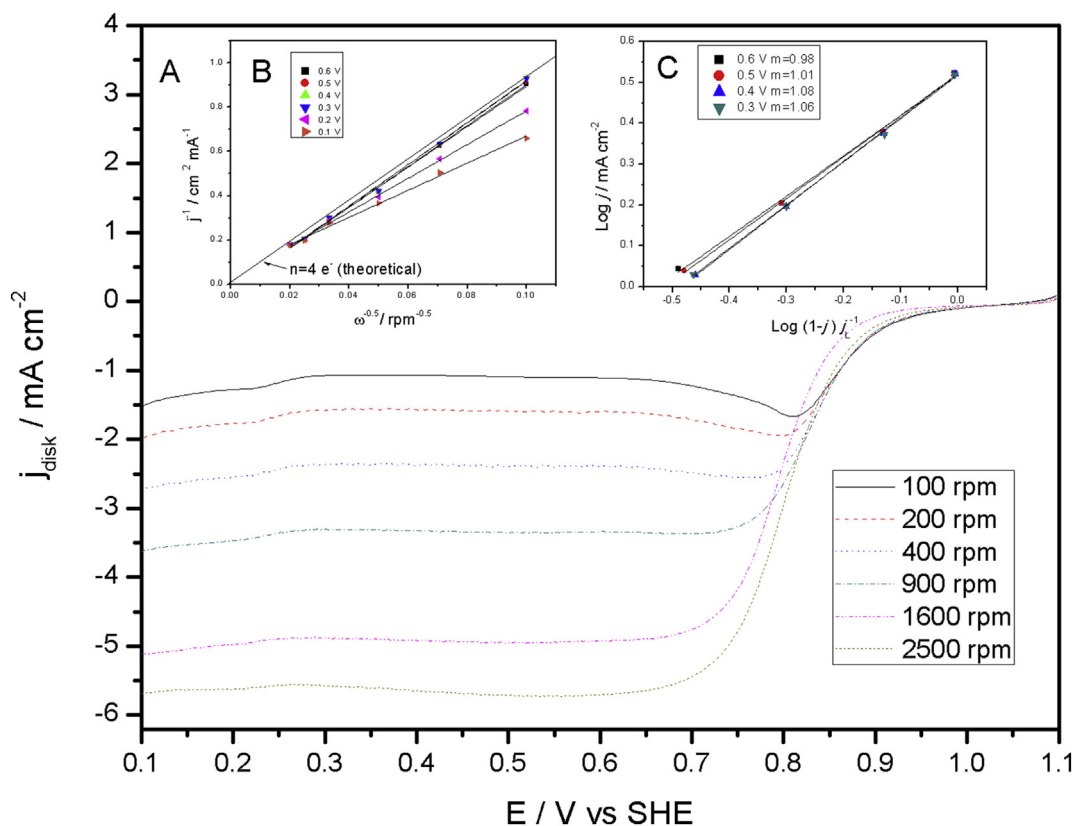 A
B
0.6 V
0.5 V
0.4 V
0.3 V
0.2 V
0.1 V
j⁻¹/ cm⁻² mA⁻¹
1.0
0.8
0.6
0.4
0.2
0.0
n=4 e⁻ (theoretical)
0.00 0.02 0.04 0.06 0.08 0.10
ω⁻⁰·⁵/ rpm⁻⁰·⁵
C
0.6 V m=0.98
0.5 V m=1.01
0.4 V m=1.08
0.3 V m=1.06
Log j / mA cm⁻²
0.6
0.5
0.4
0.3
0.2
0.1
0.0
-0.5 -0.4 -0.3 -0.2 -0.1 0.0
Log (1-j) j_L⁻¹
j_disk / mA cm⁻²
4
3
2
1
0
-1
-2
-3
-4
-5
-6
100 rpm
200 rpm
400 rpm
900 rpm
1600 rpm
2500 rpm
0.1 0.2 0.3 0.4 0.5 0.6 0.7 0.8 0.9 1.0 1.1
E / V vs SHE